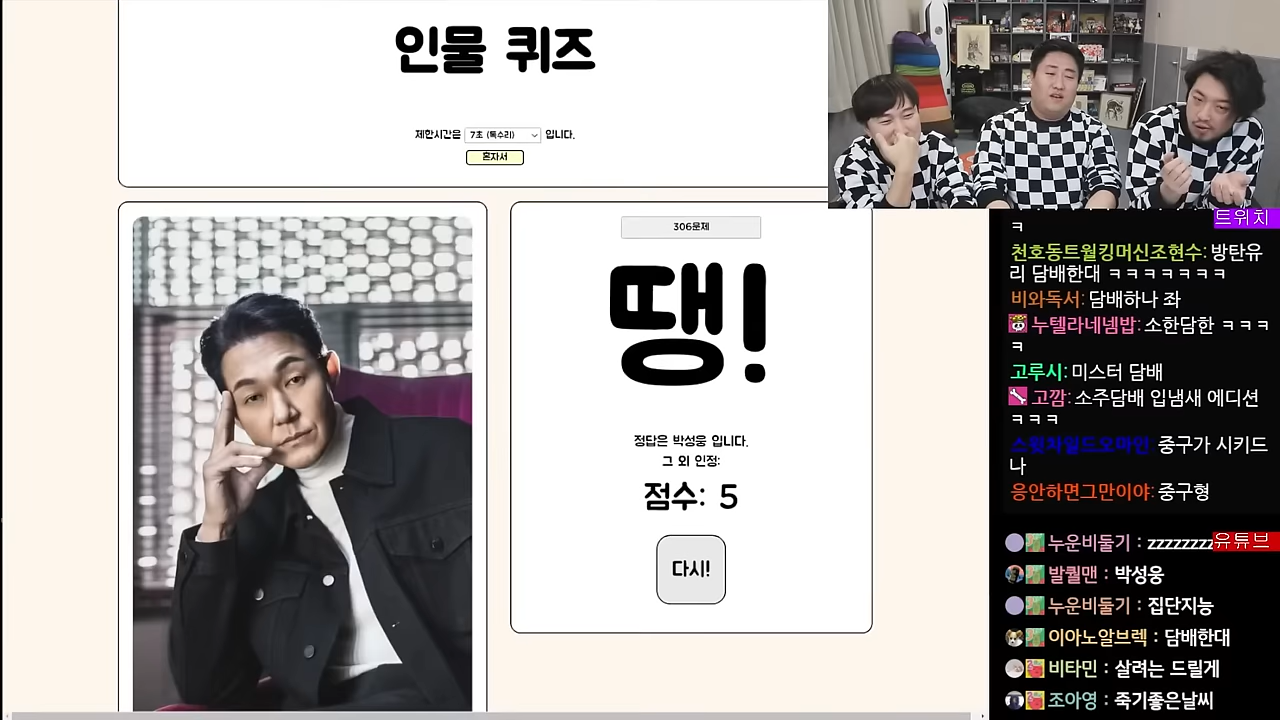 인물 퀴즈
제한시간은 7초 (독수리) 입니다.
혼자서
306문제
땡!
정답은 박성웅 입니다.
그 외 인정:
점수: 5
다시!
트위치
ㅋ
천호동트월킹머신조현수: 방탄유
리 담배한대 ㅋㅋㅋㅋㅋㅋㅋ
비와독서: 담배하나 좌
누텔라네넴밥: 소한담한 ㅋㅋㅋ
ㅋ
고루시: 미스터 담배
고깜: 소주담배 입냄새 에디션
ㅋㅋㅋ
중구가 시키드
나
응안하면그만이야: 중구형
유튜브
누운비둘기 : zzzzzzzz
발퀄맨 : 박성웅
누운비둘기 : 집단지능
이아노알브렉 : 담배한대
비타민 : 살려는 드릴게
조아영 : 죽기좋은날씨